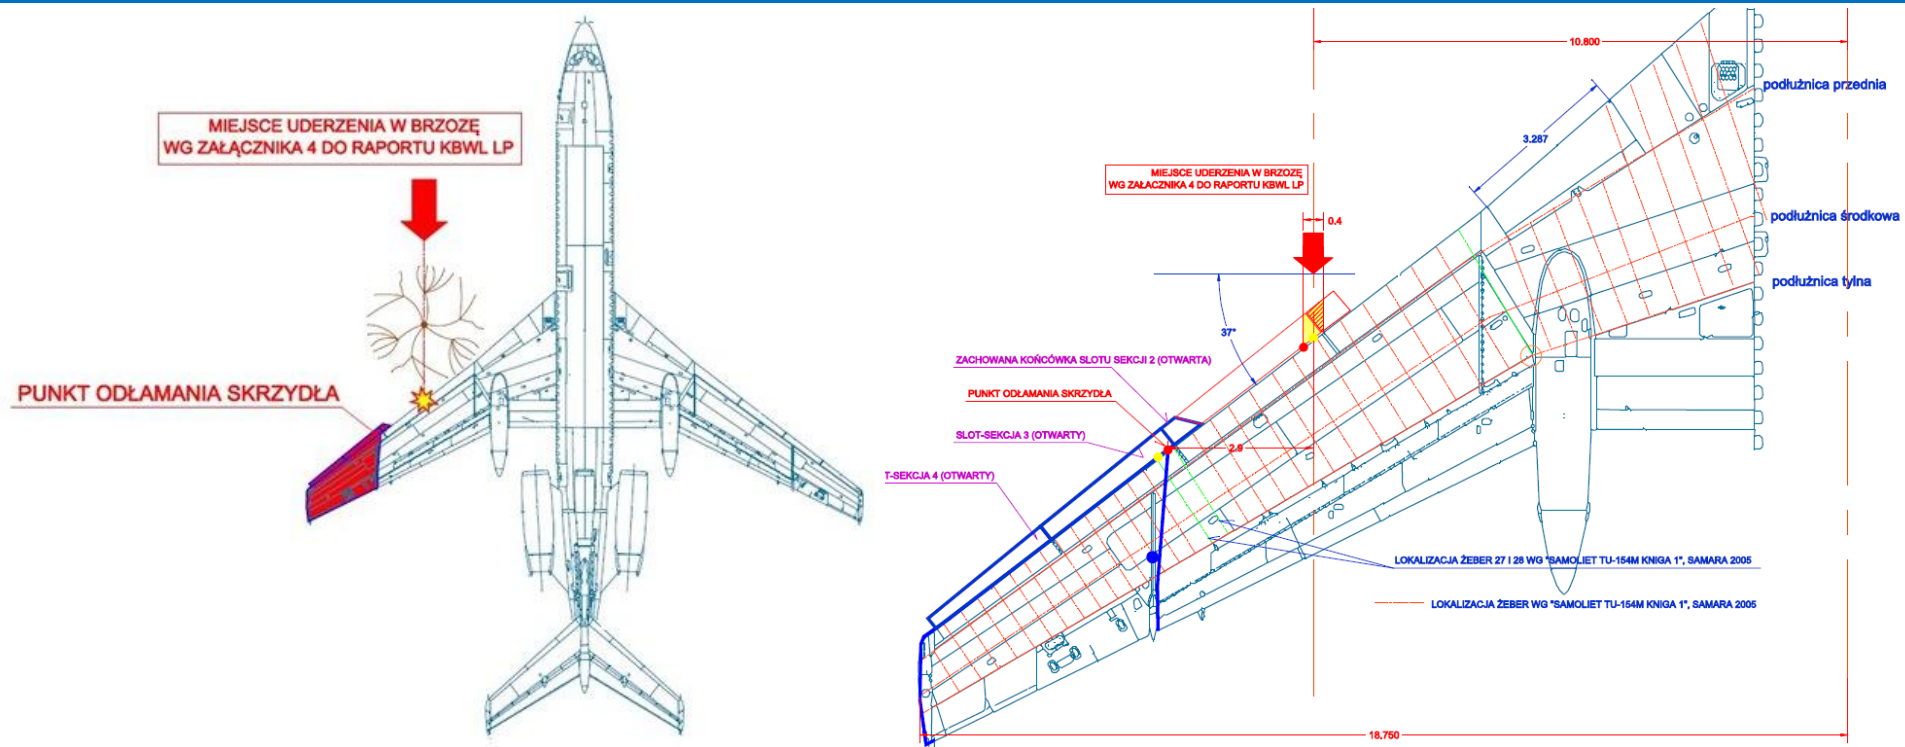 MIEJSCE UDERZENIA W BRZOZĘ
WG ZAŁĄCZNIKA 4 DO RAPORTU KBWL LP
PUNKT ODŁAMANIA SKRZYDŁA
10.800
podłużnica przednia
3.287
MIEJSCE UDERZENIA W BRZOZĘ
WG ZAŁACZNIKA 4 DO RAPORTU KBWL LP
0.4
podłużnica środkowa
podłużnica tylna
37°
ZACHOWANA KOŃCÓWKA SLOTU SEKCJI 2 (OTWARTA)
PUNKT ODŁAMANIA SKRZYDŁA
SLOT-SEKCJA 3 (OTWARTY)
2.9
T-SEKCJA 4 (OTWARTY)
LOKALIZACJA ŻEBER 27 I 28 WG "SAMOLIET TU-154M KNIGA 1", SAMARA 2005
LOKALIZACJA ŻEBER WG "SAMOLIET TU-154M KNIGA 1", SAMARA 2005
18.750